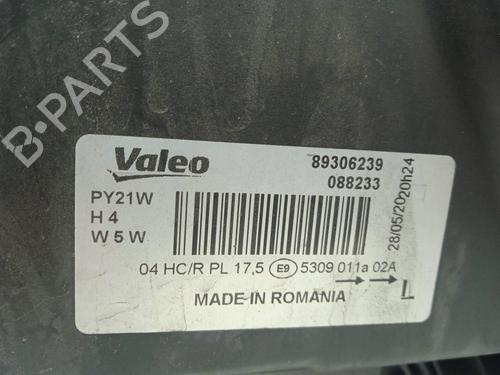 B-PARTS
Valeo
89306239
088233
PY21W
H 4
W 5 W
28/05/2020h24
04 HC/R PL 17,5 E9 5309 011a 02A
→→
MADE IN ROMANIA
L